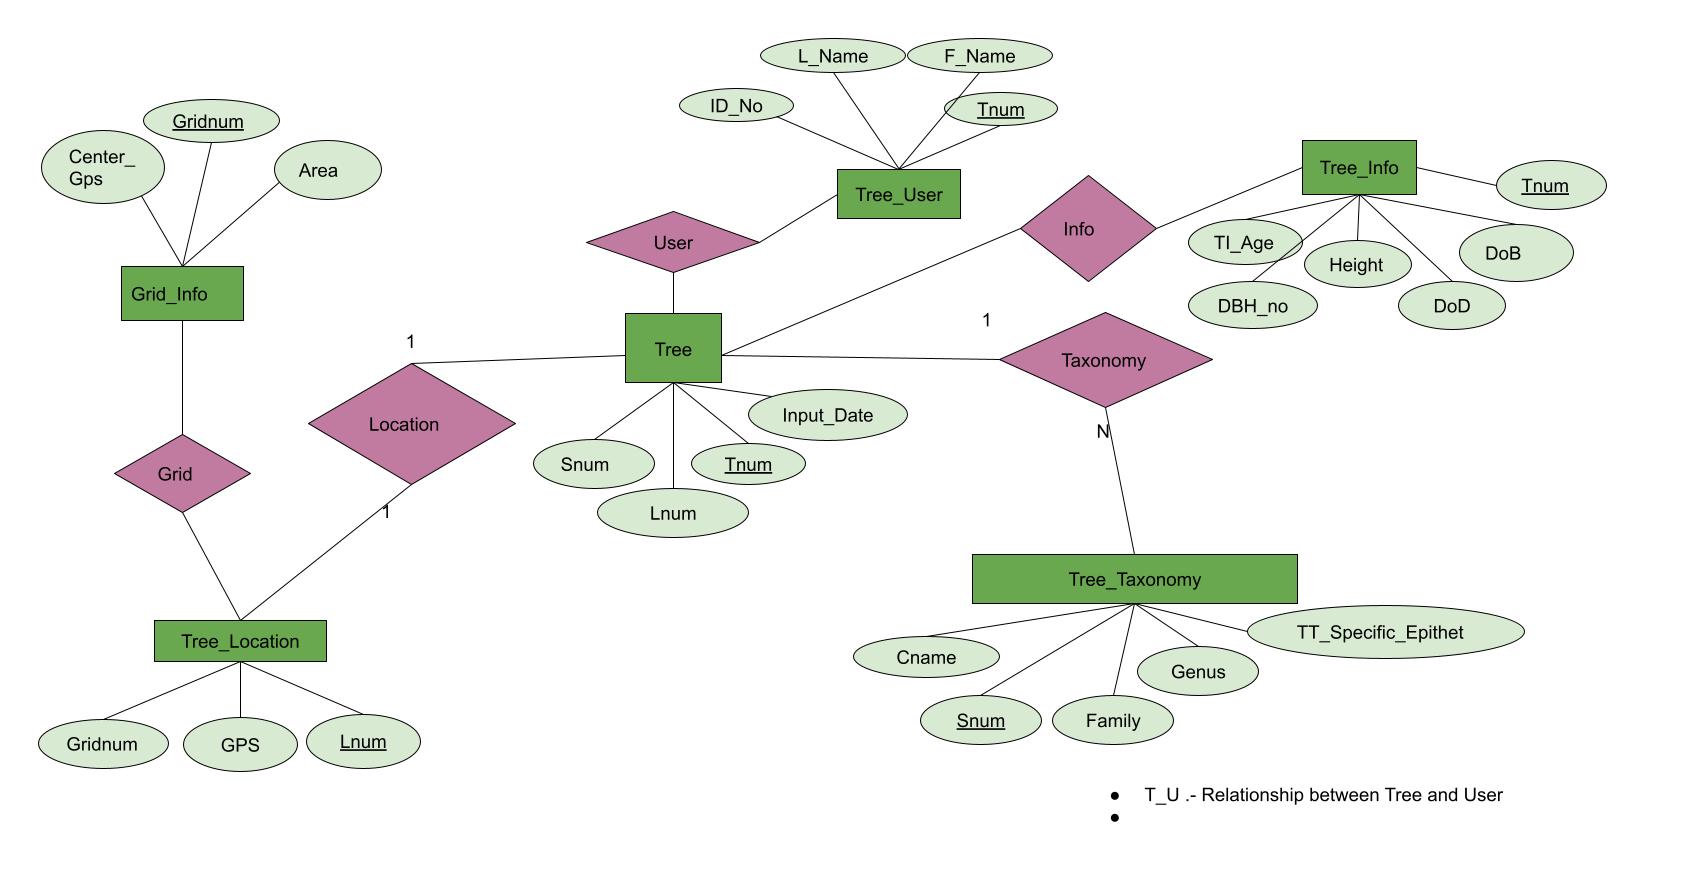 L_Name
F_Name
ID_No
Tnum
Gridnum
Center_
Gps
Area
Tree_User
Tree_Info
Tnum
User
Info
TI_Age
Height
DoB
DBH_no
DoD
Grid_Info
1
Tree
1
Taxonomy
Location
Input_Date
N
Grid
Snum
Tnum
Lnum
1
Tree_Taxonomy
Tree_Location
TT_Specific_Epithet
Cname
Genus
Snum
Family
Gridnum
GPS
Lnum
● T_U .- Relationship between Tree and User
●